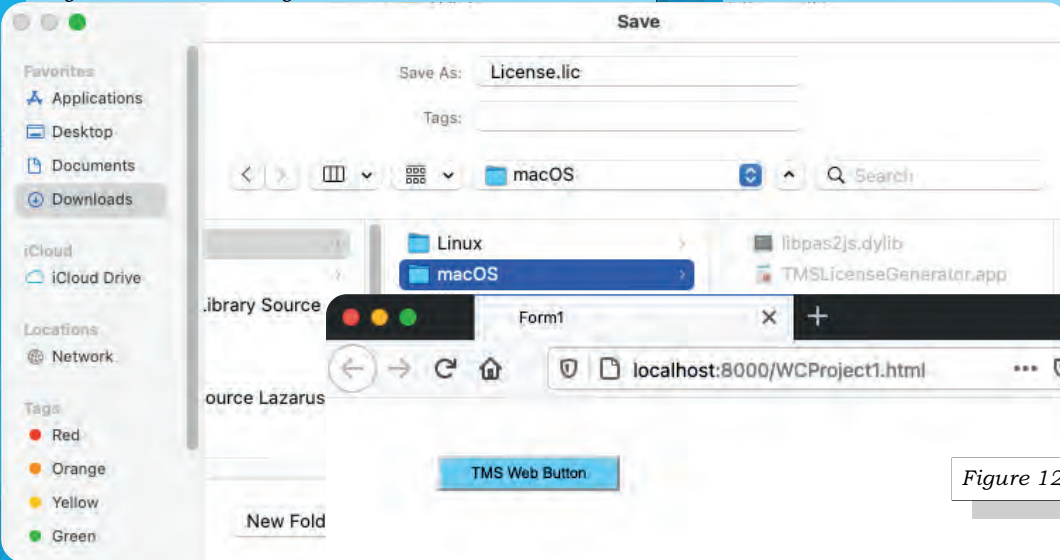 Save
Favorites
Applications
Desktop
Documents
Downloads
iCloud
iCloud Drive
Locations
Network
Tags
Red
Orange
Yellow
Green
Save As: License.lic
Tags:
macOS
Search
Linux
macOS
libpas2js.dylib
TMSLicenseGenerator.app
Library Source
ource Lazarus
New Fold
Form1
localhost:8000/WCProject1.html
TMS Web Button
Figure 12